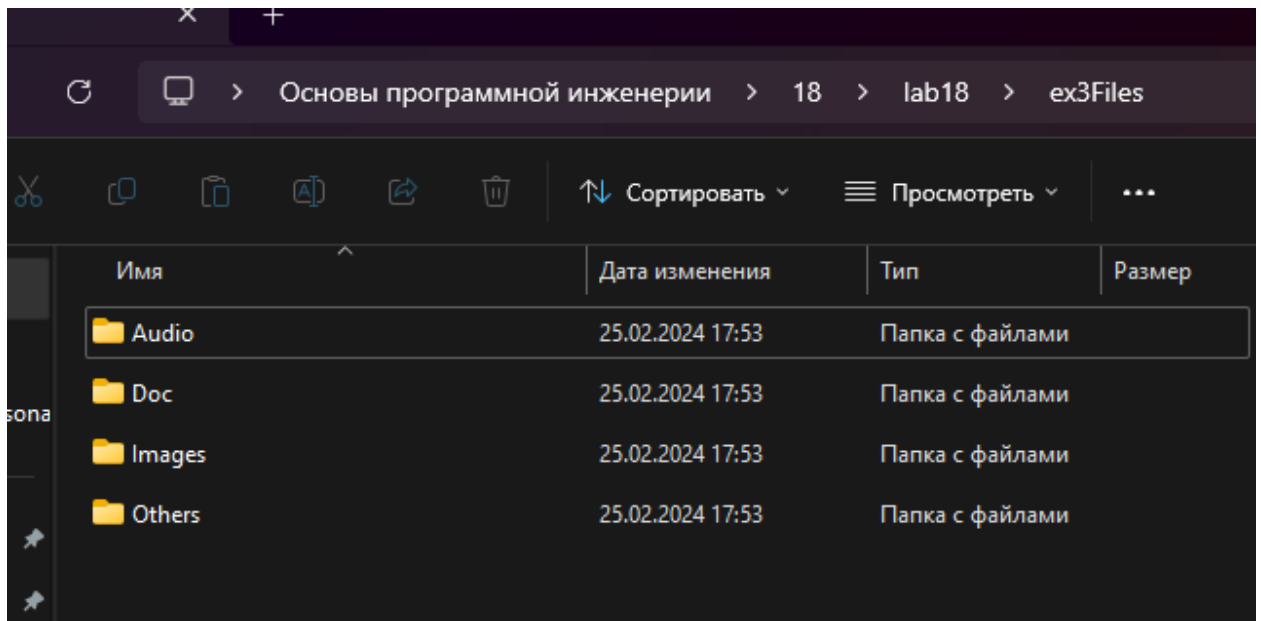 Основы программной инженерии > 18 > lab18 > ex3Files
Сортировать Просмотреть
Имя Дата изменения Тип Размер
Audio 25.02.2024 17:53 Папка с файлами
Doc 25.02.2024 17:53 Папка с файлами
sona
Images 25.02.2024 17:53 Папка с файлами
Others 25.02.2024 17:53 Папка с файлами